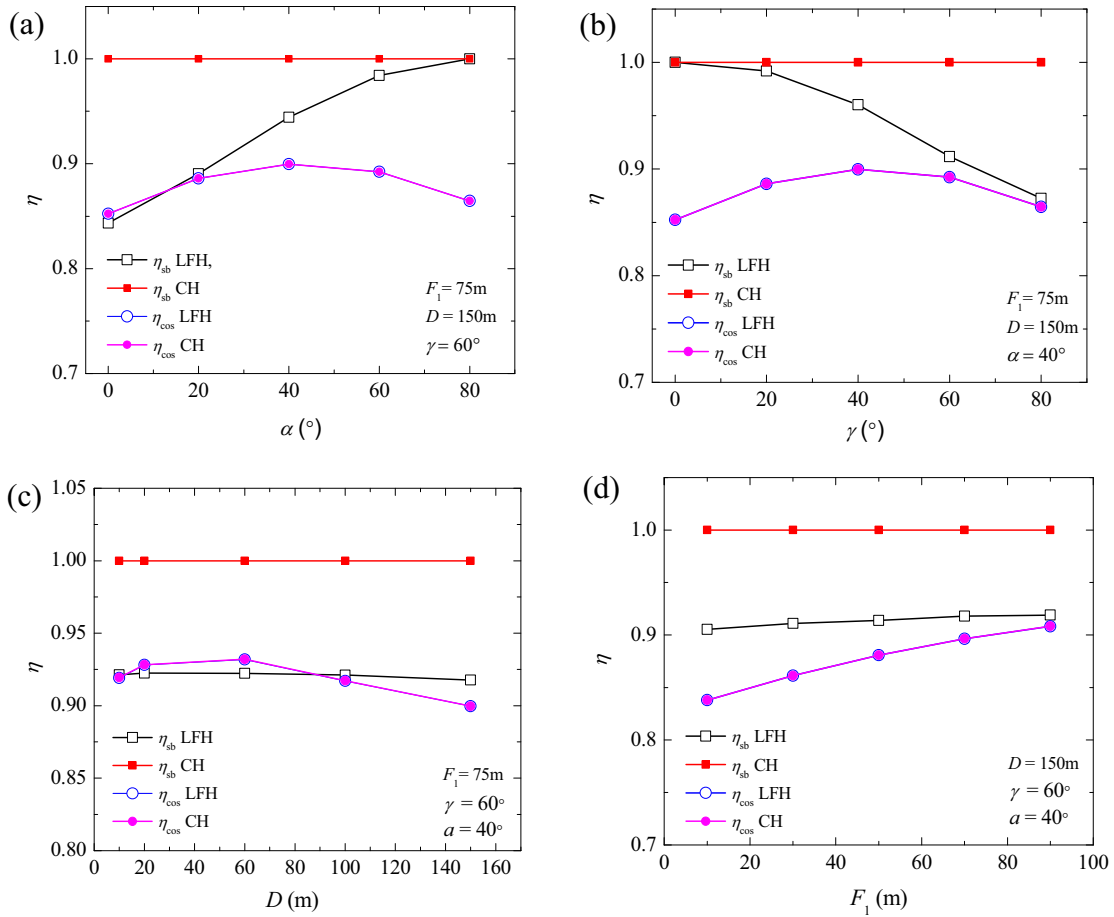 (a)
1.0
0.9
0.8
0.7
η
η_sb LFH,
η_sb CH
η_cos LFH
η_cos CH
F_1 = 75m
D = 150m
γ = 60°
0 20 40 60 80
α (°)
(b)
1.0
0.9
0.8
0.7
η
η_sb LFH
η_sb CH
η_cos LFH
η_cos CH
F_1 = 75m
D = 150m
α = 40°
0 20 40 60 80
γ (°)
(c)
1.05
1.00
0.95
0.90
0.85
0.80
η
η_sb LFH
η_sb CH
η_cos LFH
η_cos CH
F_1 = 75m
γ = 60°
a = 40°
0 20 40 60 80 100 120 140 160
D (m)
(d)
1.0
0.9
0.8
0.7
η
η_sb LFH
η_sb CH
η_cos LFH
η_cos CH
D = 150m
γ = 60°
a = 40°
0 20 40 60 80 100
F_1 (m)